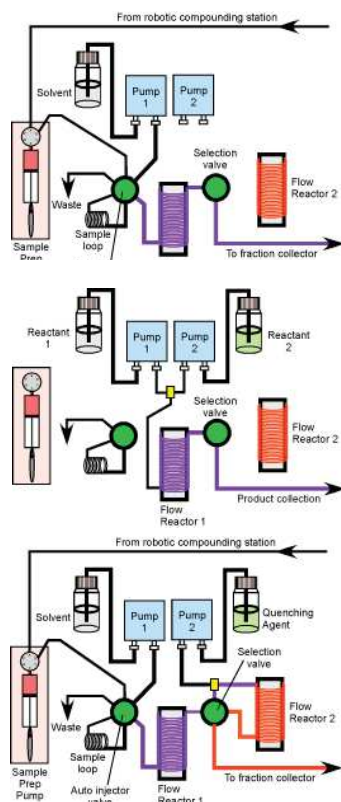 From robotic compounding station
Solvent
Pump
1
Pump
2
Selection
valve
Waste
Sample
loop
Flow
Reactor 2
Sample
Prep
To fraction collector
Reactant
1
Pump
1
Pump
2
Reactant
2
Selection
valve
Flow
Reactor 2
Product collection
Flow
Reactor 1
From robotic compounding station
Solvent
Pump
1
Pump
2
Quenching
Agent
Selection
valve
Waste
Sample
loop
Flow
Reactor 2
Sample
Prep
Pump
Auto injector
valve
Flow
Reactor 1
To fraction collector